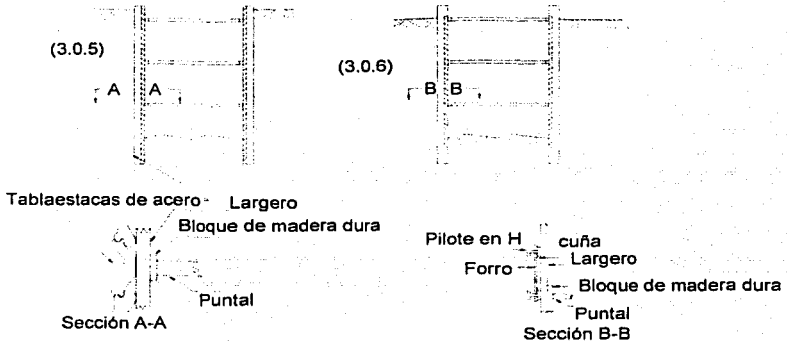 (3.0.5)
(3.0.6)
A A
B B
Tablaestacas de acero
Largero
Bloque de madera dura
Puntal
Sección A-A
Pilote en H
cuña
Largero
Forro
Bloque de madera dura
Puntal
Sección B-B